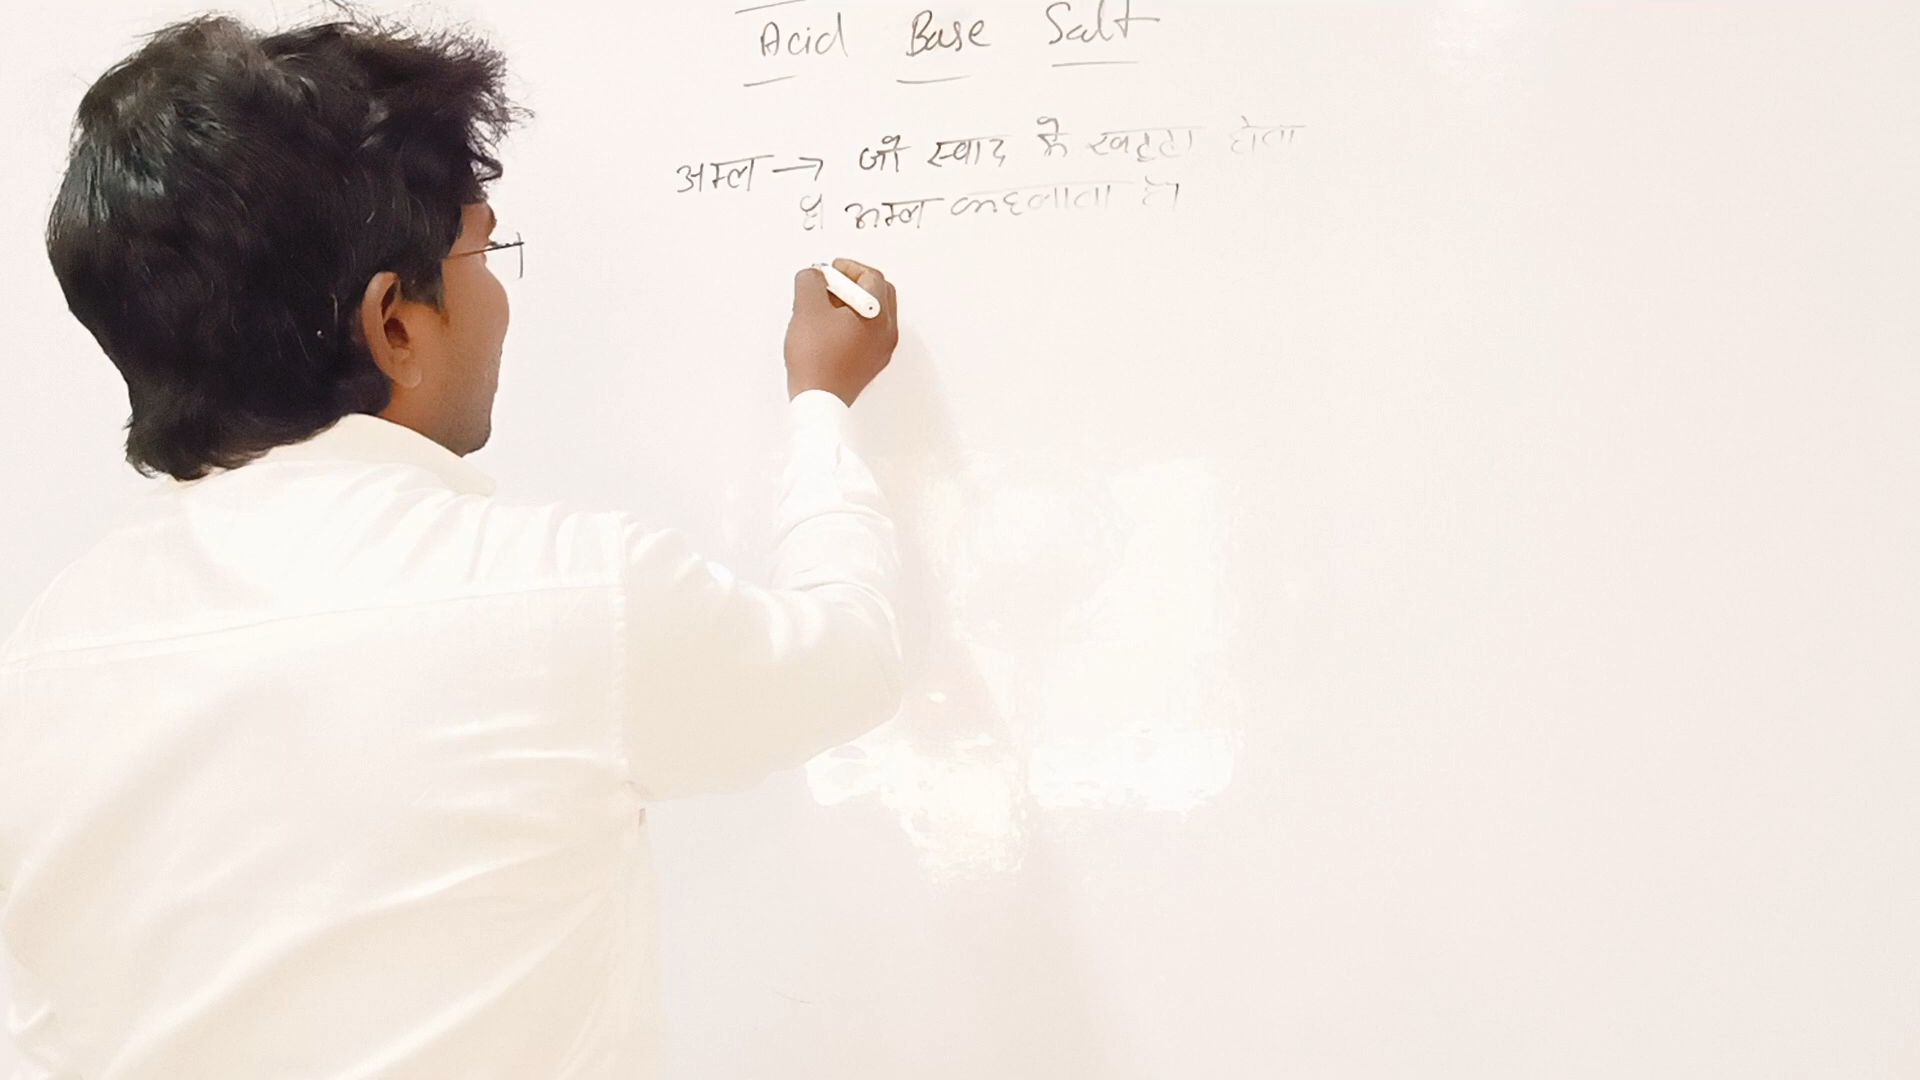 Acid Base Salt
अम्ल → जो स्वाद में खट्टा होता
है अम्ल कहलाता है।